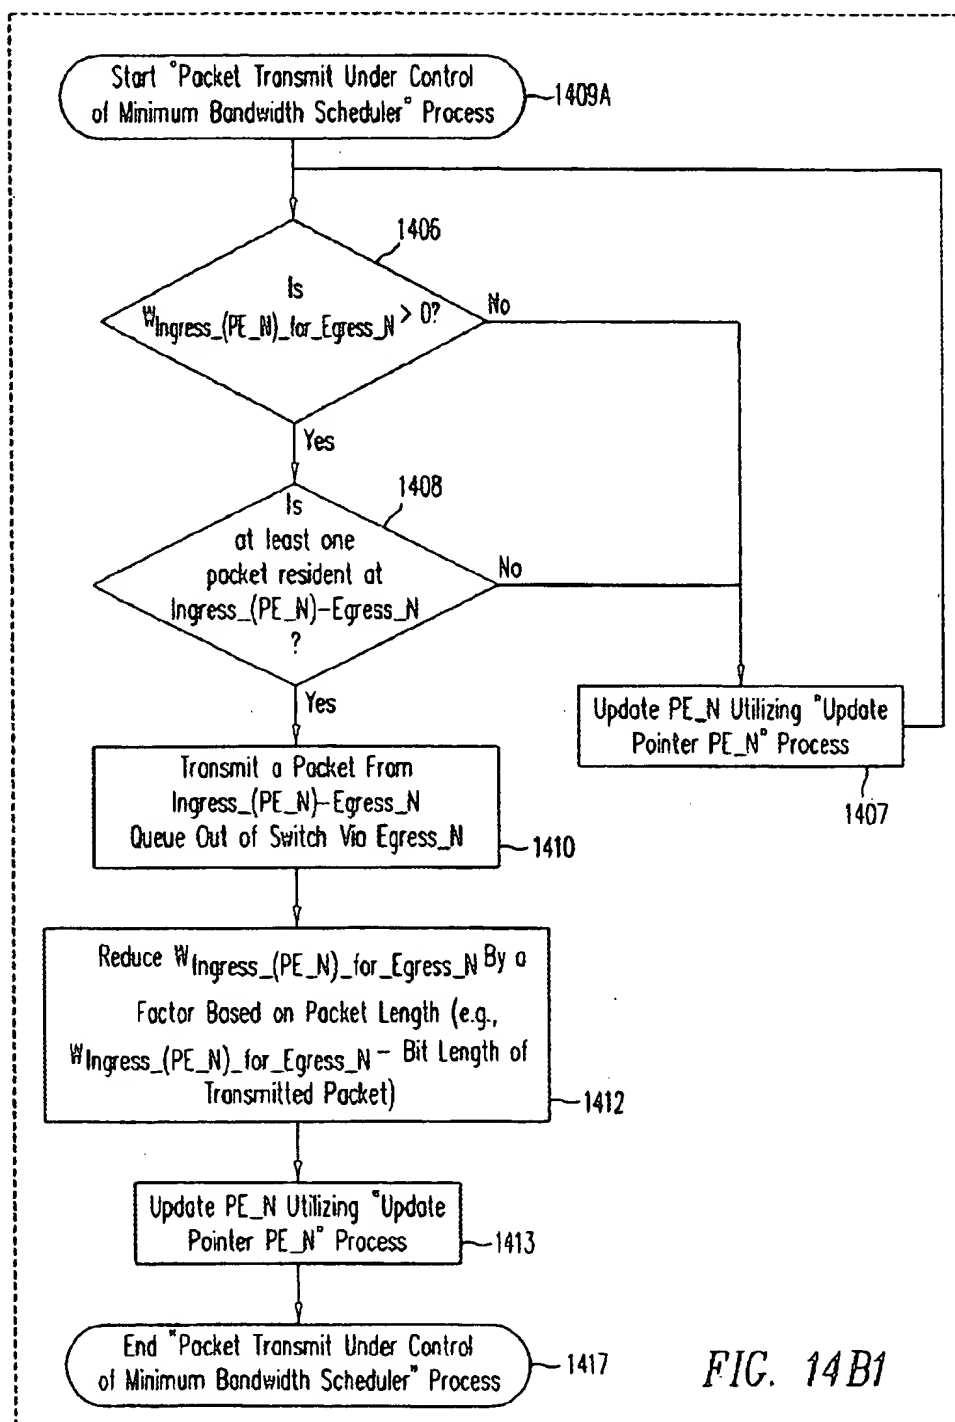 Start "Packet Transmit Under Control
of Minimum Bandwidth Scheduler" Process
1409A
1406
Is
W Ingress_(PE_N)_for_Egress_N > 0?
No
Yes
1408
Is
at least one
packet resident at
Ingress_(PE_N)-Egress_N
?
No
Yes
Update PE_N Utilizing "Update
Pointer PE_N" Process
1407
Transmit a Packet From
Ingress_(PE_N)-Egress_N
Queue Out of Switch Via Egress_N
1410
Reduce W Ingress_(PE_N)_for_Egress_N By a
Factor Based on Packet Length (e.g.,
W Ingress_(PE_N)_for_Egress_N - Bit Length of
Transmitted Packet)
1412
Update PE_N Utilizing "Update
Pointer PE_N" Process
1413
End "Packet Transmit Under Control
of Minimum Bandwidth Scheduler" Process
1417
FIG. 14B1